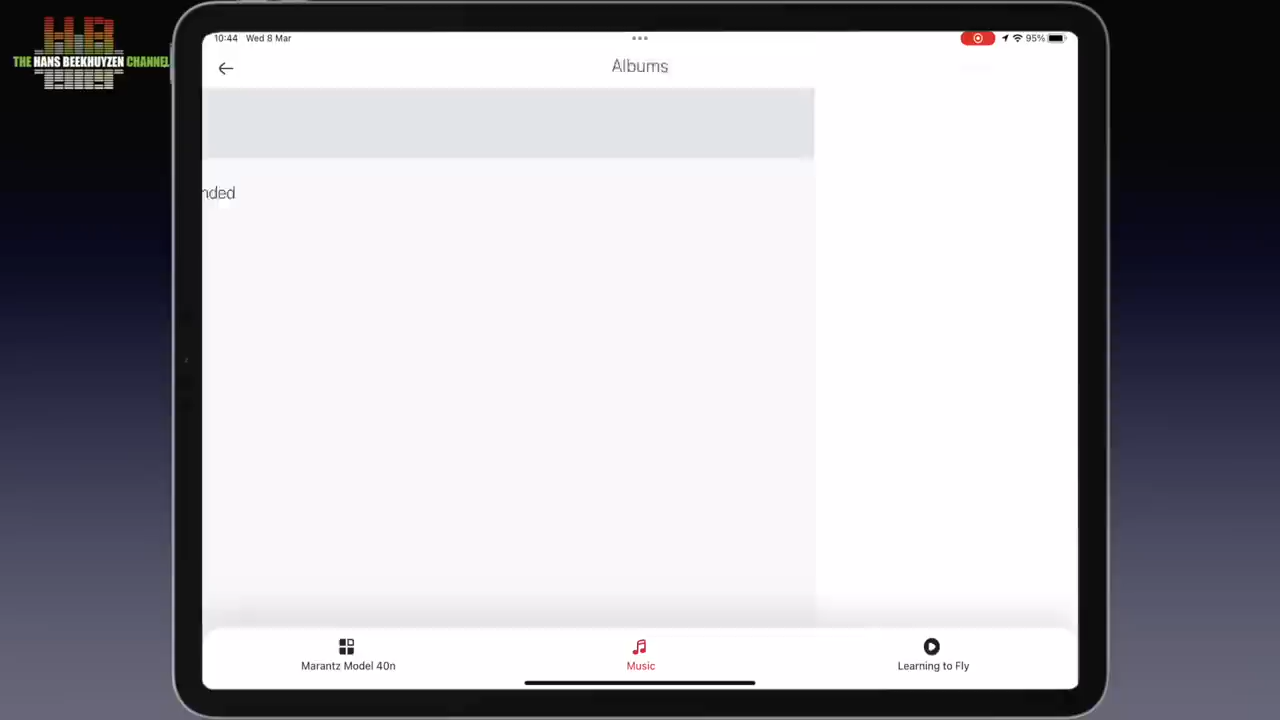 THE HANS BEEKHUYZEN CHANNEL
10:44 Wed 8 Mar
95%
Albums
nded
Marantz Model 40n
Music
Learning to Fly